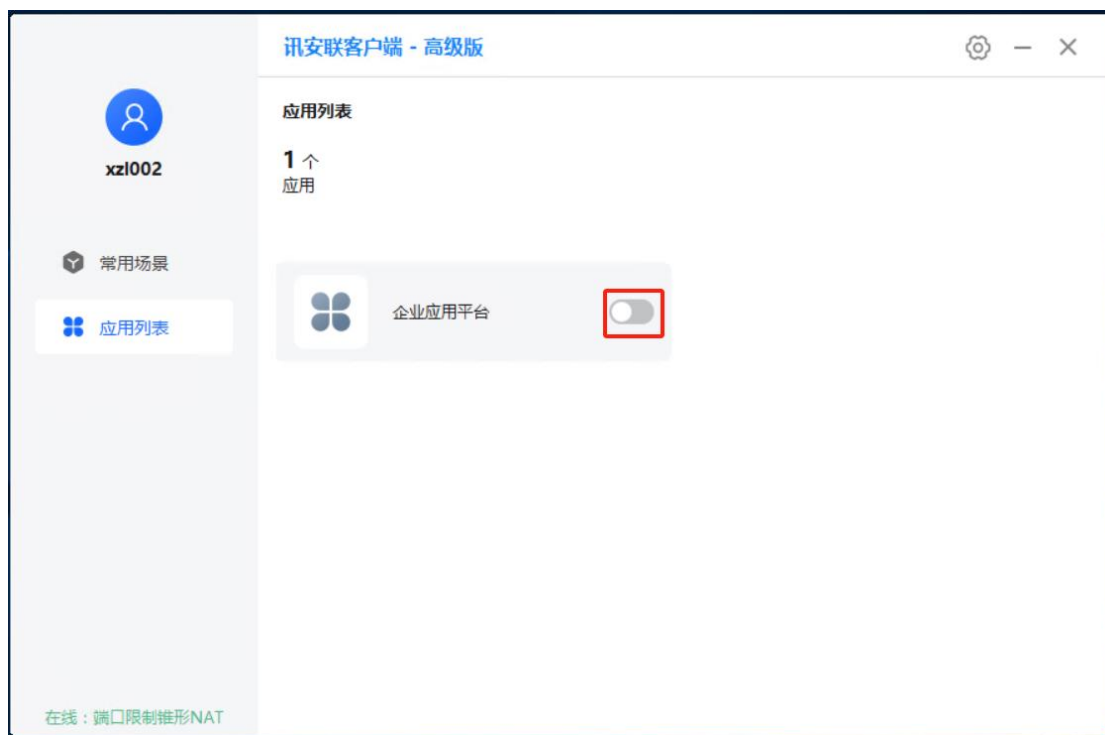 讯安联客户端 - 高级版
xzl002
常用场景
应用列表
在线：端口限制锥形NAT
应用列表
1 个
应用
企业应用平台